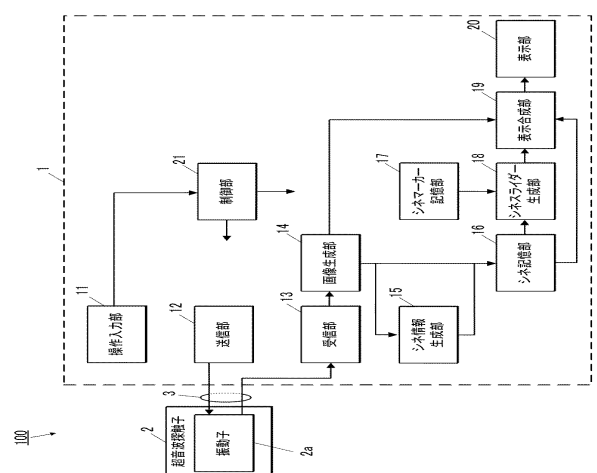 100
1
2
超音波探触子
振動子
2a
3
11
操作入力部
12
送信部
13
受信部
14
画像生成部
15
シネ情報
生成部
16
シネ記憶部
17
シネマーカー
記憶部
18
シネスライダー
生成部
19
表示合成部
20
表示部
21
制御部